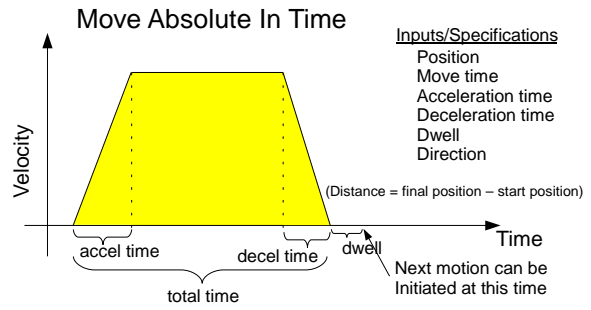 Move Absolute In Time
Inputs/Specifications
Position
Move time
Acceleration time
Deceleration time
Dwell
Direction
Velocity
(Distance = final position – start position)
Time
accel time
decel time
dwell
Next motion can be
Initiated at this time
total time